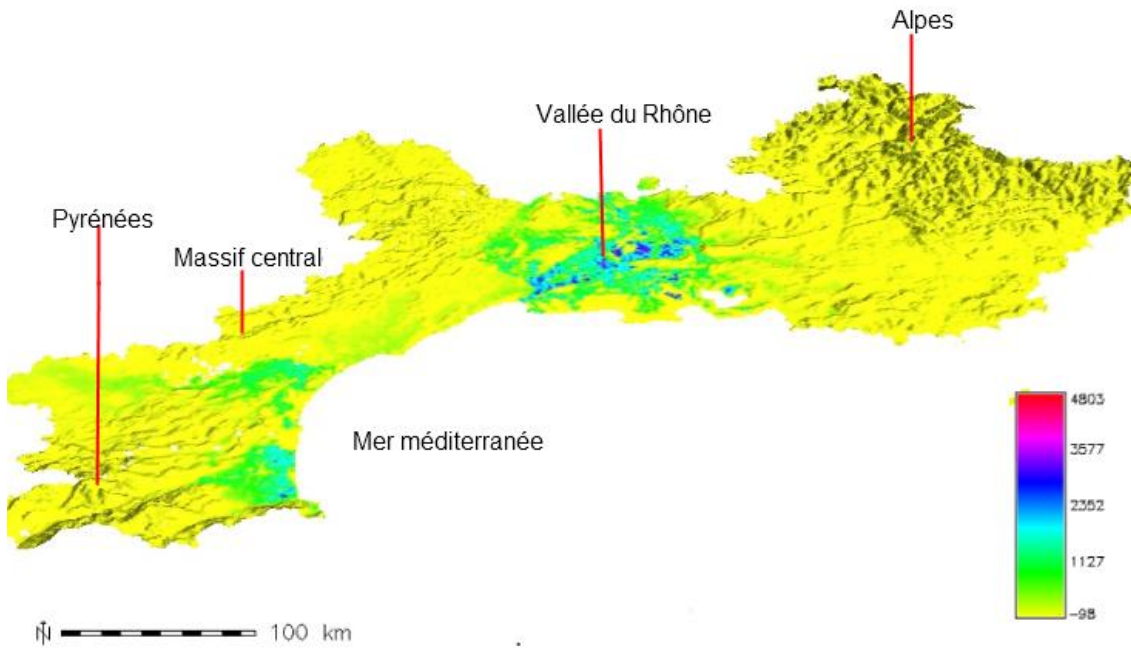 Alpes
Vallée du Rhône
Pyrénées
Massif central
Mer méditerranée
4803
3577
2352
1127
-98
N
100 km